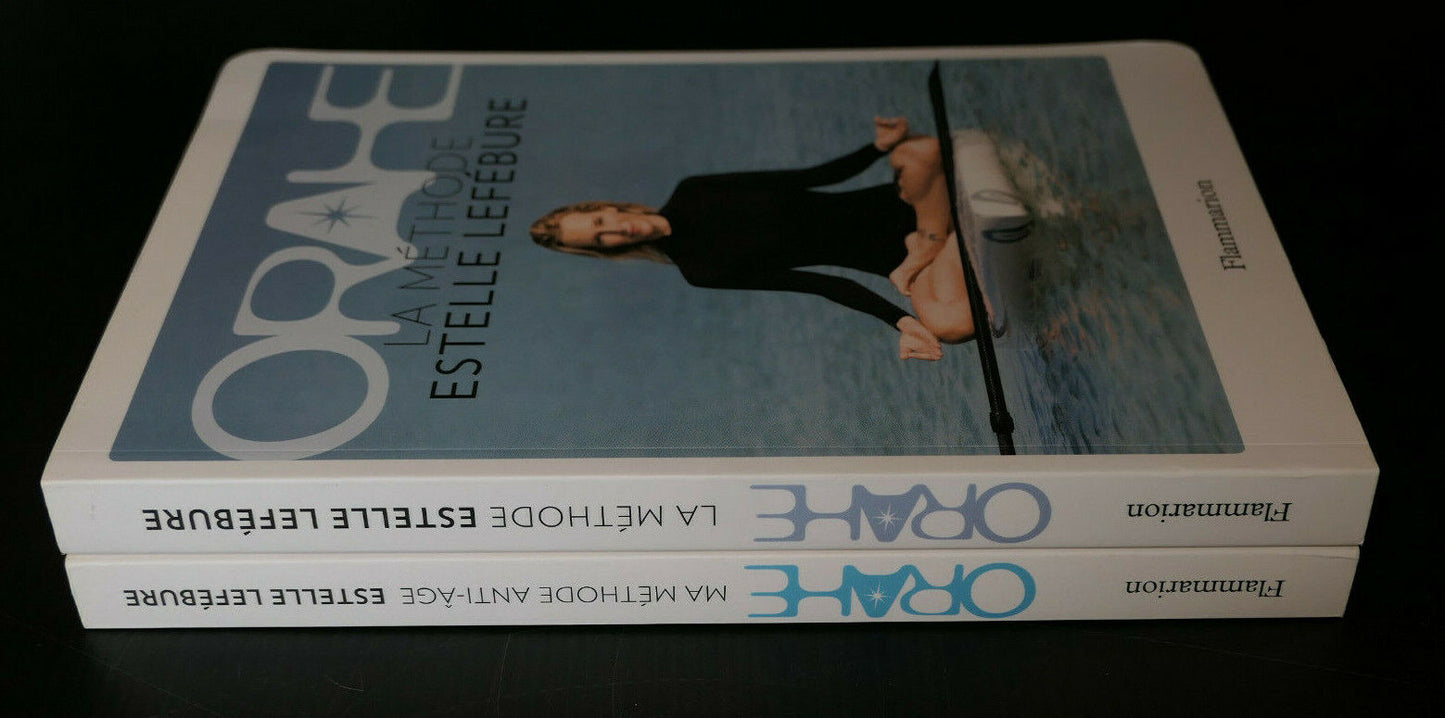 ORAHE
LA MÉTHODE
ESTELLE LEFÉBURE
Flammarion
Flammarion ORAHE LA MÉTHODE ESTELLE LEFÉBURE
Flammarion ORAHE MA MÉTHODE ANTI-ÂGE ESTELLE LEFÉBURE